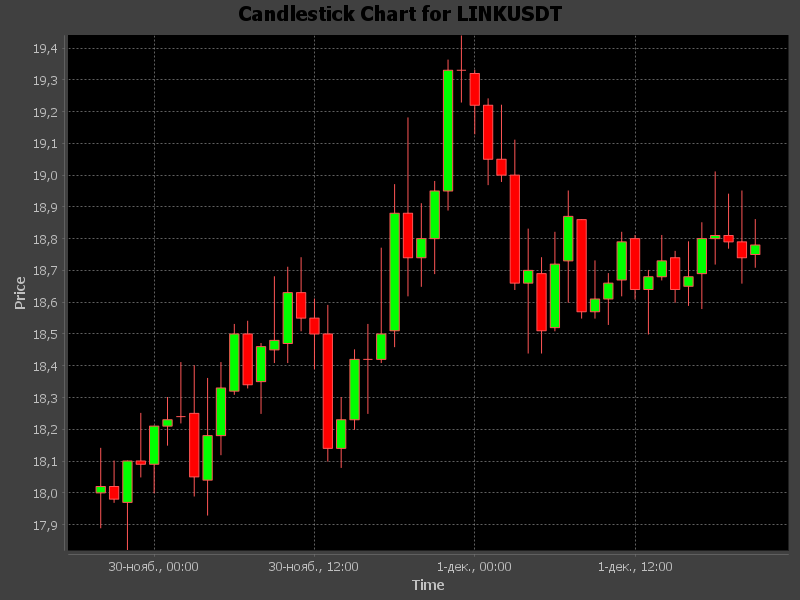 Candlestick Chart for LINKUSDT
19,4
19,3
19,2
19,1
19,0
18,9
18,8
18,7
18,6
18,5
18,4
18,3
18,2
18,1
18,0
17,9
Price
30-нояб., 00:00
30-нояб., 12:00
1-дек., 00:00
1-дек., 12:00
Time